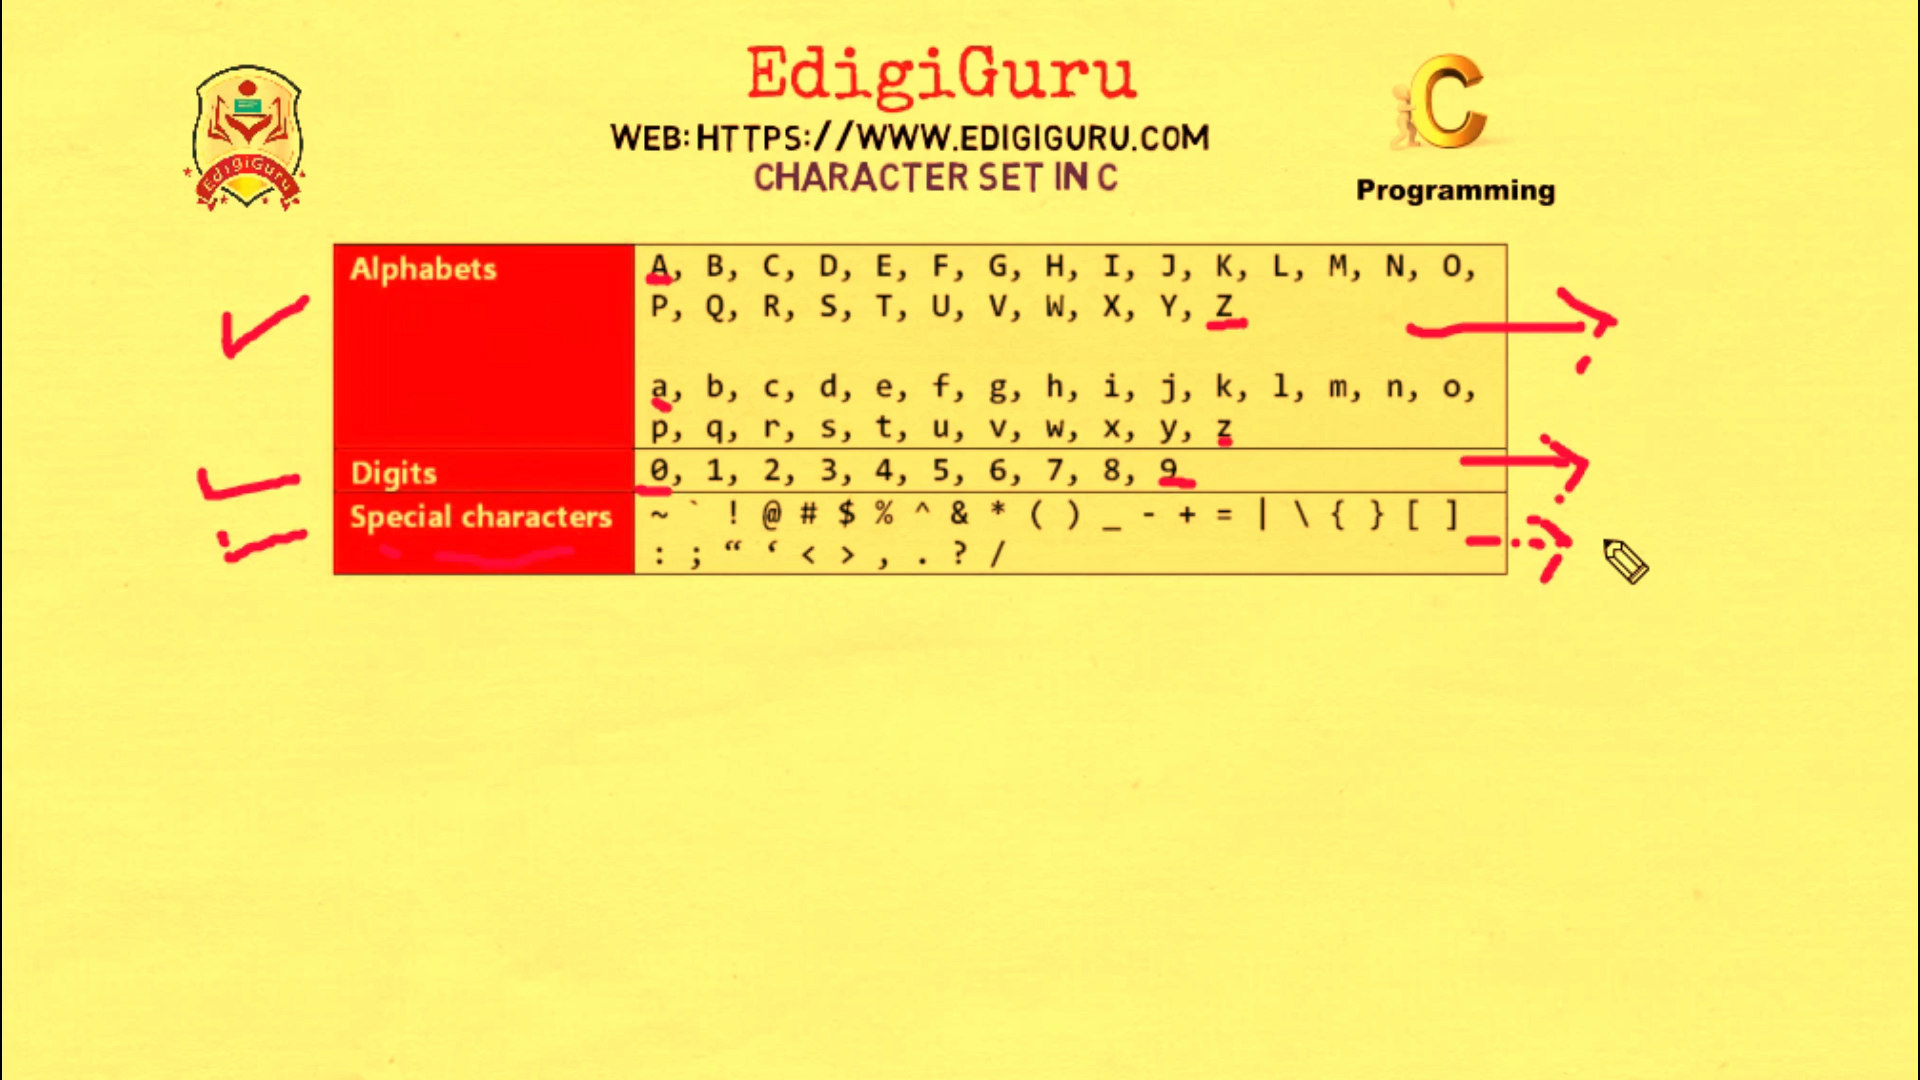 EdigiGuru
WEB: HTTPS://WWW.EDIGIGURU.COM
CHARACTER SET IN C
EdigiGuru
C
Programming
Alphabets
A, B, C, D, E, F, G, H, I, J, K, L, M, N, O,
P, Q, R, S, T, U, V, W, X, Y, Z
a, b, c, d, e, f, g, h, i, j, k, l, m, n, o,
p, q, r, s, t, u, v, w, x, y, z
Digits
0, 1, 2, 3, 4, 5, 6, 7, 8, 9
Special characters
~ ` ! @ # $ % ^ & * ( ) _ - + = | \ { } [ ]
: ; “ ‘ < > , . ? /